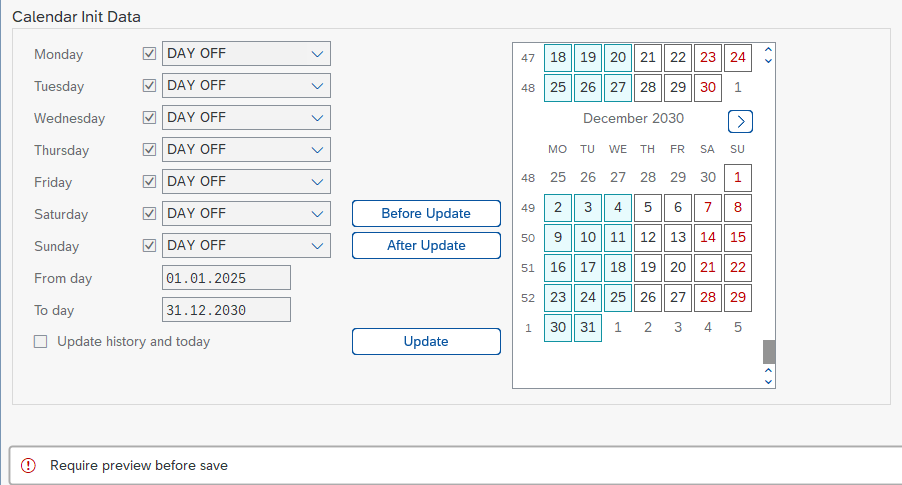 Calendar Init Data
Monday DAY OFF
Tuesday DAY OFF
Wednesday DAY OFF
Thursday DAY OFF
Friday DAY OFF
Saturday DAY OFF
Sunday DAY OFF
From day 01.01.2025
To day 31.12.2030
Update history and today
Before Update
After Update
Update
47 18 19 20 21 22 23 24
48 25 26 27 28 29 30 1
December 2030
MO TU WE TH FR SA SU
48 25 26 27 28 29 30 1
49 2 3 4 5 6 7 8
50 9 10 11 12 13 14 15
51 16 17 18 19 20 21 22
52 23 24 25 26 27 28 29
1 30 31 1 2 3 4 5
Require preview before save